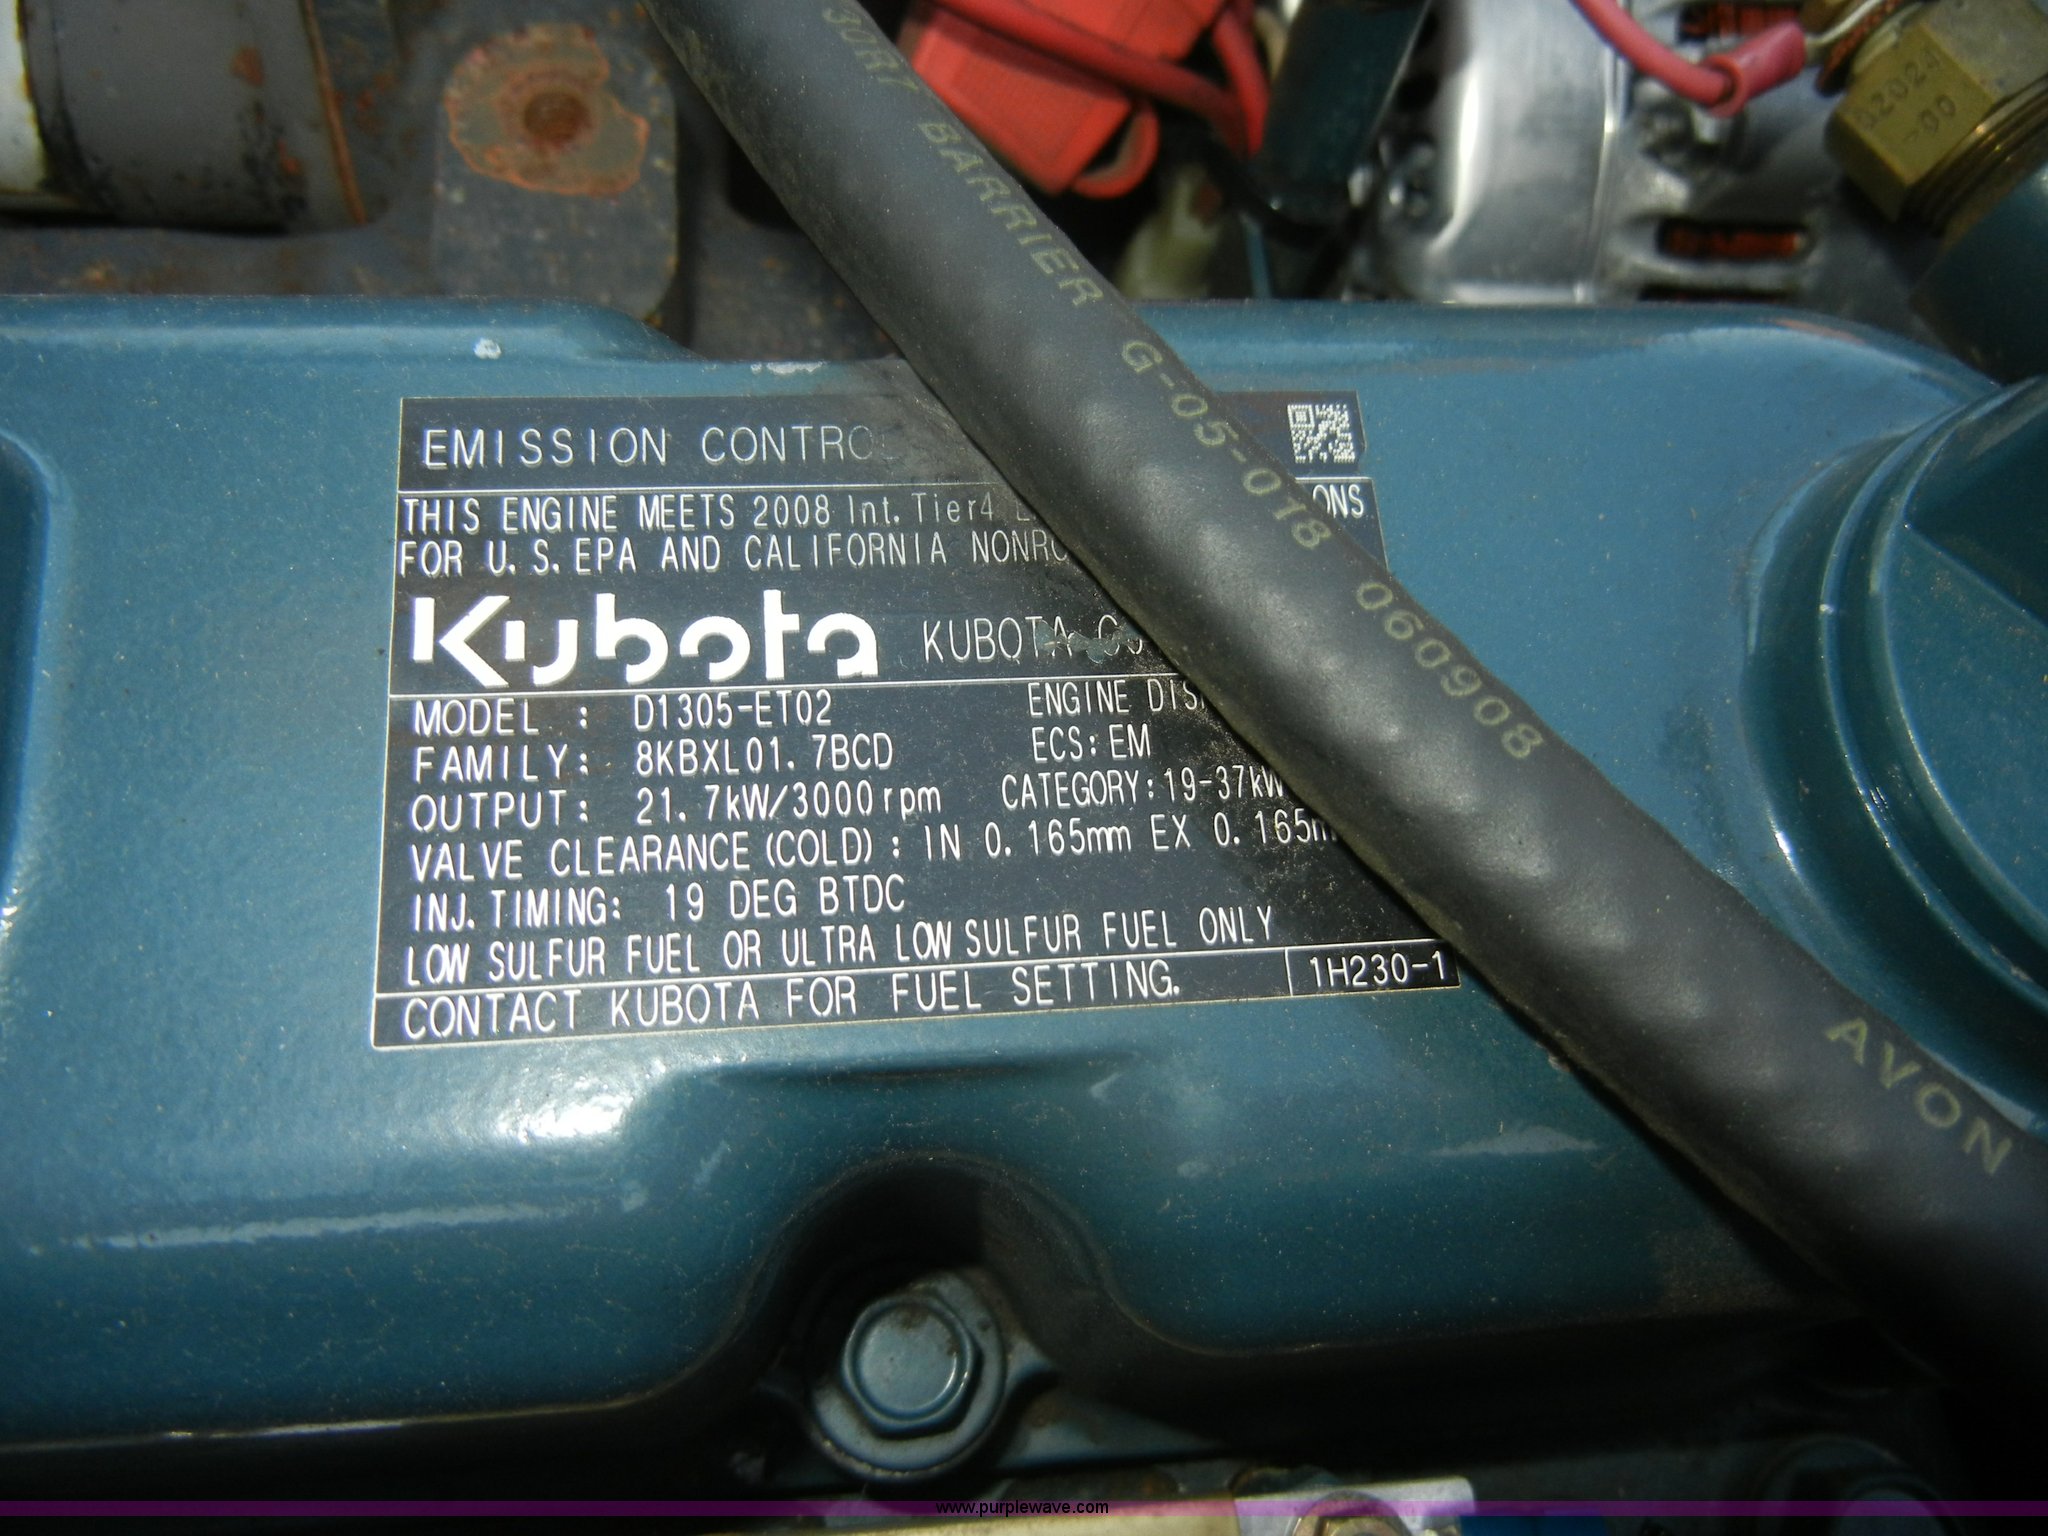 BARRIER G-05-018 060908 AVON
A2024
-00
EMISSION CONTRO
THIS ENGINE MEETS 2008 Int. Tier4 ONS
FOR U.S. EPA AND CALIFORNIA NONRO
Kubota KUBOTA CO
MODEL : D1305-ET02 ENGINE DIS
FAMILY: 8KBXL01.7BCD ECS: EM
OUTPUT: 21.7kW/3000rpm CATEGORY: 19-37kW
VALVE CLEARANCE (COLD) : IN 0.165mm EX 0.165m
INJ. TIMING: 19 DEG BTDC
LOW SULFUR FUEL OR ULTRA LOW SULFUR FUEL ONLY
CONTACT KUBOTA FOR FUEL SETTING. 1H230-1
www.purplewave.com